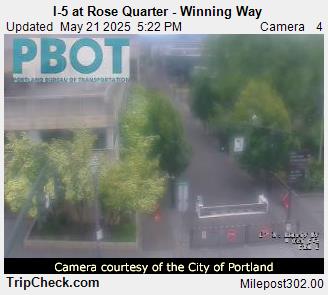 I-5 at Rose Quarter - Winning Way
Updated May 21 2025 5:22 PM Camera 4
PBOT
PORTLAND BUREAU OF TRANSPORTATION
Camera courtesy of the City of Portland
TripCheck.com Milepost302.00